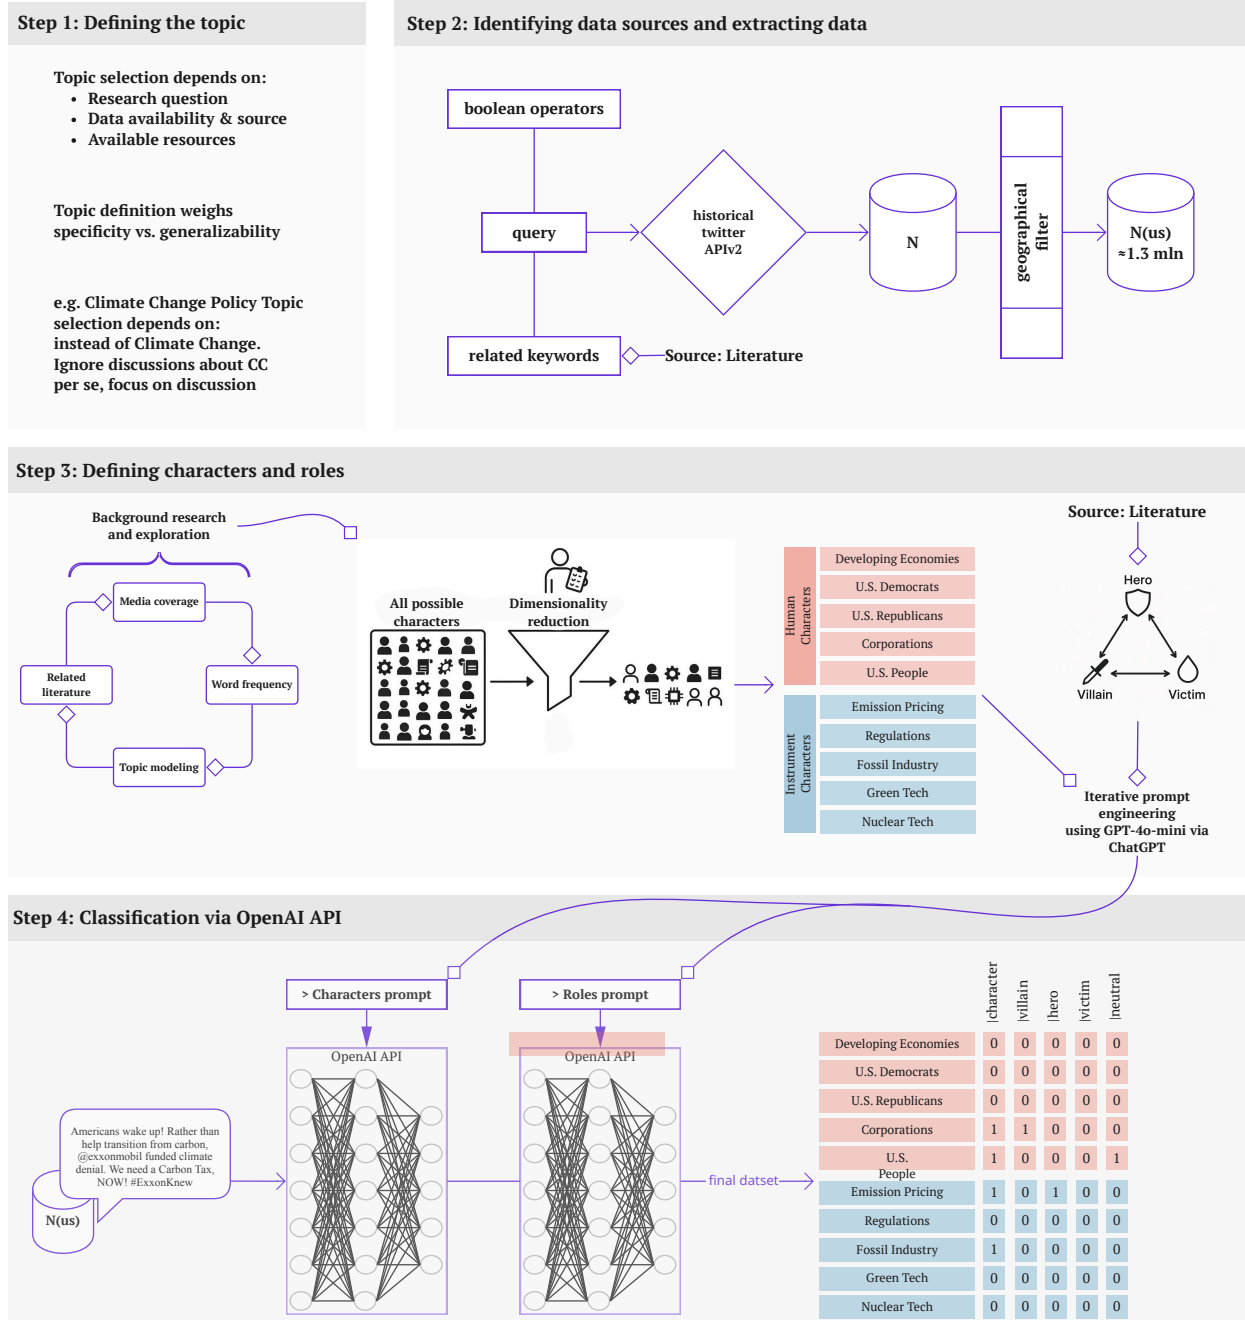 Step 1: Defining the topic
Topic selection depends on:
• Research question
• Data availability & source
• Available resources
Topic definition weighs
specificity vs. generalizability
e.g. Climate Change Policy Topic
selection depends on:
instead of Climate Change.
Ignore discussions about CC
per se, focus on discussion
Step 2: Identifying data sources and extracting data
boolean operators
query
related keywords
Source: Literature
historical
twitter
APIv2
N
geographical
filter
N(us)
≈1.3 mln
Step 3: Defining characters and roles
Background research
and exploration
Media coverage
Related
literature
Word frequency
Topic modeling
All possible
characters
Dimensionality
reduction
Human
Characters
Developing Economies
U.S. Democrats
U.S. Republicans
Corporations
U.S. People
Instrument
Characters
Emission Pricing
Regulations
Fossil Industry
Green Tech
Nuclear Tech
Source: Literature
Hero
Villain
Victim
Iterative prompt
engineering
using GPT-4o-mini via
ChatGPT
Step 4: Classification via OpenAI API
> Characters prompt
> Roles prompt
OpenAI API
OpenAI API
Americans wake up! Rather than
help transition from carbon,
@exxonmobil funded climate
denial. We need a Carbon Tax,
NOW! #ExxonKnew
N(us)
final datset
|character |villain |hero |victim |neutral
Developing Economies 0 0 0 0 0
U.S. Democrats 0 0 0 0 0
U.S. Republicans 0 0 0 0 0
Corporations 1 1 0 0 0
U.S. 1 0 0 0 1
People
Emission Pricing 1 0 1 0 0
Regulations 0 0 0 0 0
Fossil Industry 1 0 0 0 0
Green Tech 0 0 0 0 0
Nuclear Tech 0 0 0 0 0